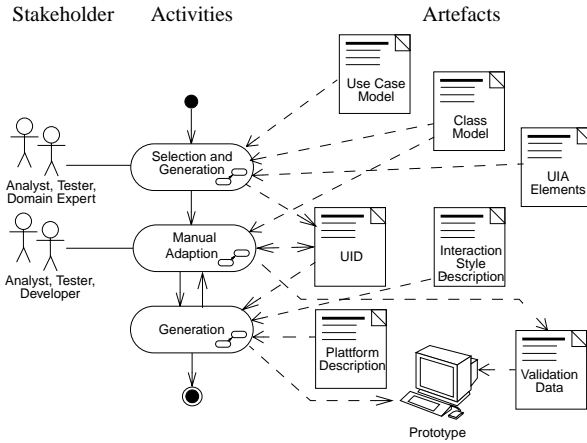 Stakeholder Activities Artefacts
Use Case
Model
Class
Model
UIA
Elements
Selection and
Generation
Analyst, Tester,
Domain Expert
Manual
Adaption
UID
Interaction
Style
Description
Analyst, Tester,
Developer
Generation
Plattform
Description
Validation
Data
Prototype